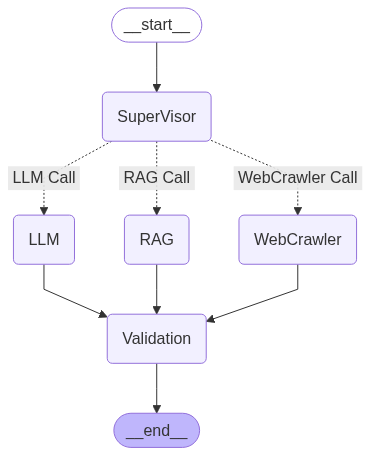 __start__
SuperVisor
LLM Call
RAG Call
WebCrawler Call
LLM
RAG
WebCrawler
Validation
__end__